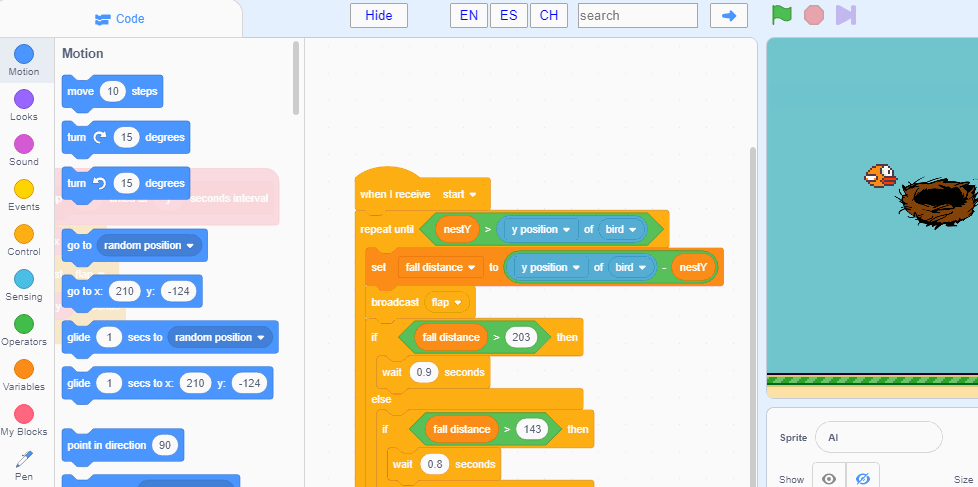 Code
Hide
EN
ES
CH
search
Motion
Looks
Sound
Events
Control
Sensing
Operators
Variables
My Blocks
Pen
Motion
move 10 steps
turn 15 degrees
turn 15 degrees
seconds interval
go to random position
go to x: 210 y: -124
glide 1 secs to random position
glide 1 secs to x: 210 y: -124
point in direction 90
when I receive start
repeat until nestY > y position of bird
set fall distance to y position of bird - nestY
broadcast flap
if fall distance > 203 then
wait 0.9 seconds
else
if fall distance > 143 then
wait 0.8 seconds
Sprite AI
Show
Size